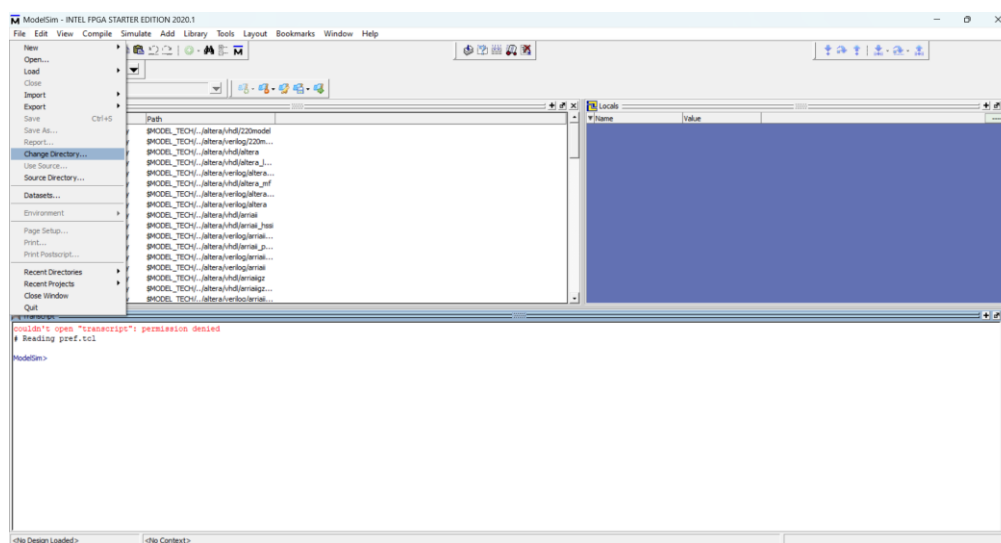 ModelSim - INTEL FPGA STARTER EDITION 2020.1
File Edit View Compile Simulate Add Library Tools Layout Bookmarks Window Help
New
Open...
Load
Close
Import
Export
Save Ctrl+S
Save As...
Report...
Change Directory...
Use Source...
Source Directory...
Datasets...
Environment
Page Setup...
Print...
Print Postscript...
Recent Directories
Recent Projects
Close Window
Quit
Path
$MODEL_TECH/../altera/vhdl/220model
$MODEL_TECH/../altera/verilog/220m...
$MODEL_TECH/../altera/vhdl/altera
$MODEL_TECH/../altera/vhdl/altera_l...
$MODEL_TECH/../altera/verilog/altera...
$MODEL_TECH/../altera/vhdl/altera_mf
$MODEL_TECH/../altera/verilog/altera...
$MODEL_TECH/../altera/verilog/altera
$MODEL_TECH/../altera/vhdl/arriaii
$MODEL_TECH/../altera/vhdl/arriaii_hssi
$MODEL_TECH/../altera/verilog/arriaii...
$MODEL_TECH/../altera/vhdl/arriaii_p...
$MODEL_TECH/../altera/verilog/arriaii...
$MODEL_TECH/../altera/verilog/arriaii
$MODEL_TECH/../altera/vhdl/arriaiigz
$MODEL_TECH/../altera/verilog/arriaiigz...
$MODEL_TECH/../altera/verilog/arriaii...
Locals
Name Value
Transcript
couldn't open "transcript": permission denied
# Reading pref.tcl
ModelSim>
<No Design Loaded> <No Context>